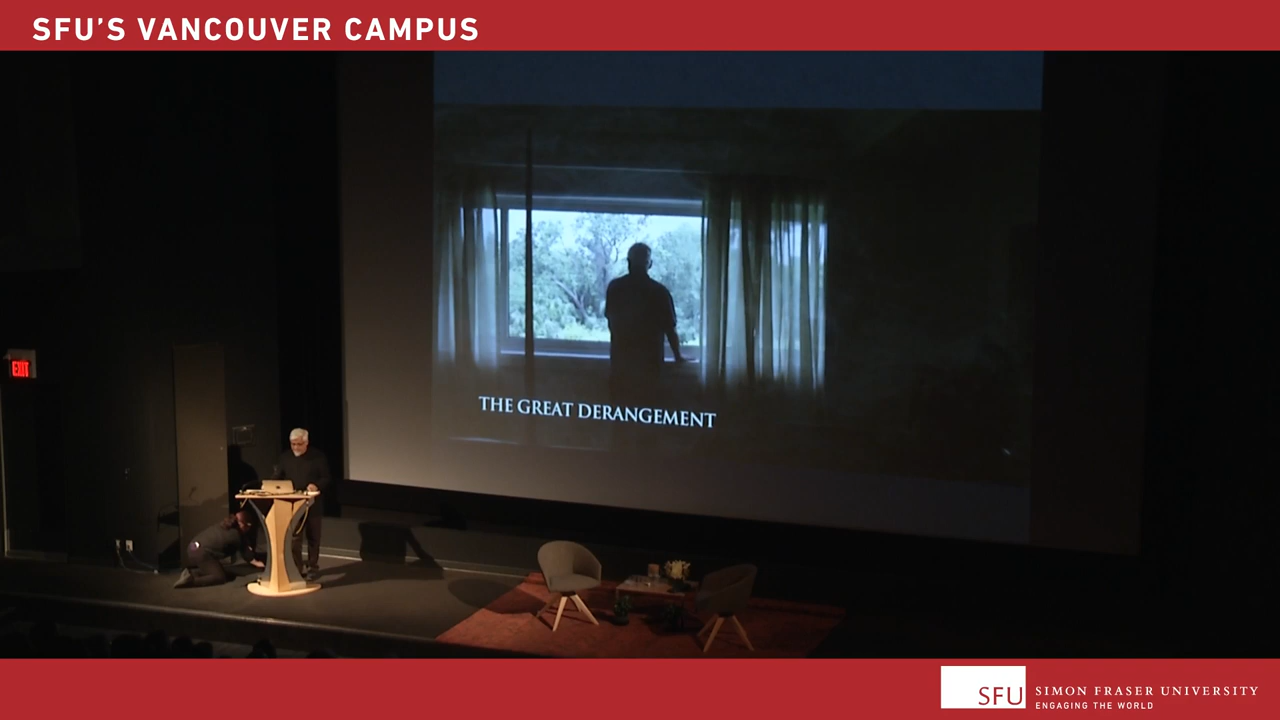 SFU'S VANCOUVER CAMPUS
EXIT
THE GREAT DERANGEMENT
SFU
SIMON FRASER UNIVERSITY
ENGAGING THE WORLD